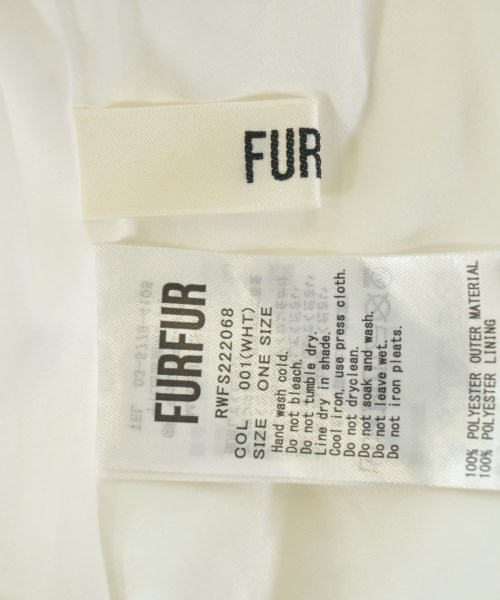 FUR
FURFUR
RWFS222068
COL 001(WHT)
SIZE ONE SIZE
Hand wash cold.
Do not bleach.
Do not tumble dry.
Line dry in shade.
Cool iron, use press cloth.
Do not dryclean.
Do not soak and wash.
Do not leave wet.
Do not iron pleats.
100% POLYESTER OUTER MATERIAL
100% POLYESTER LINING